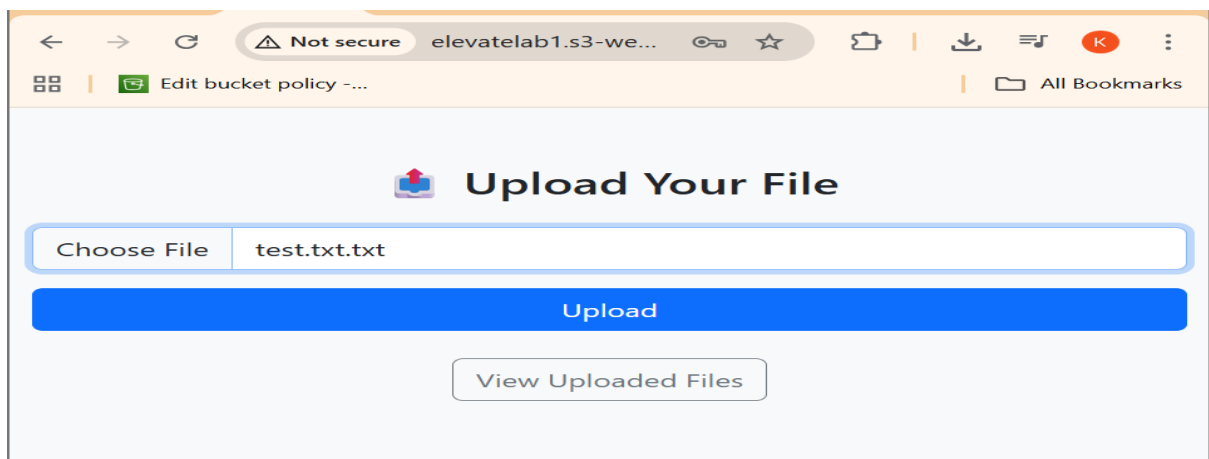 Not secure elevatelab1.s3-we...
K
Edit bucket policy -...
All Bookmarks
Upload Your File
Choose File test.txt.txt
Upload
View Uploaded Files